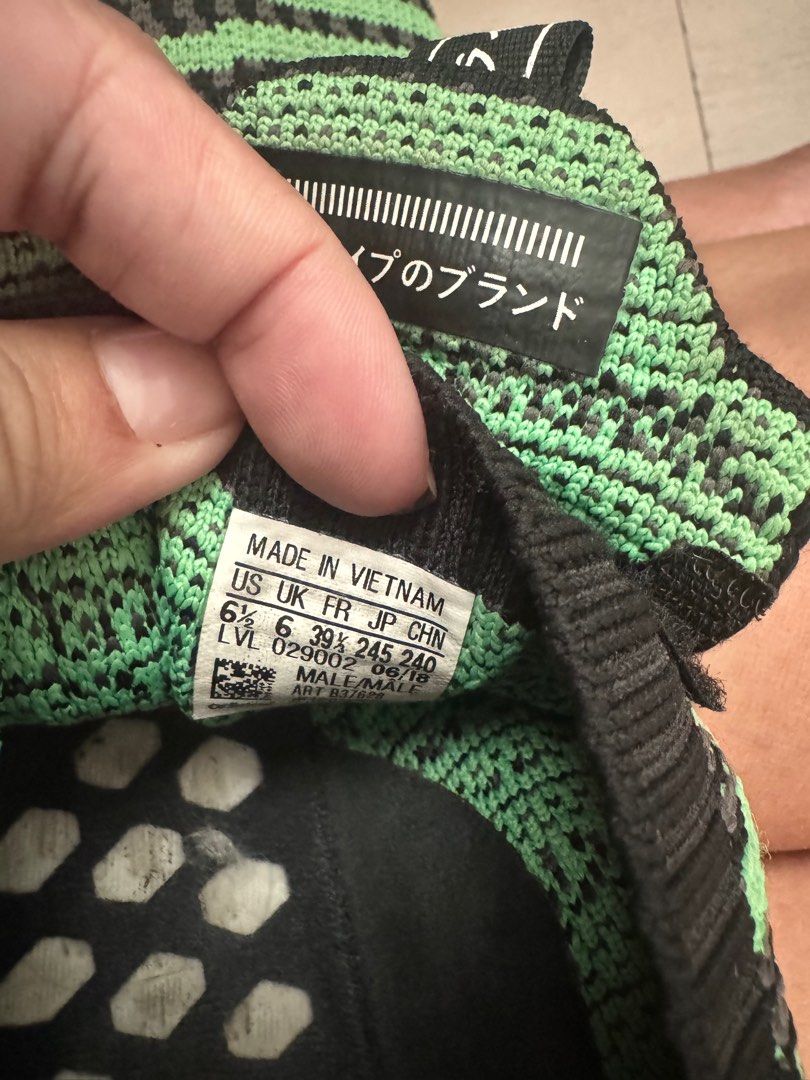 イプのブランド
MADE IN VIETNAM
US UK FR JP CHN
6½ 6 39⅓ 245 240
LVL 029002 06/18
MALE/MALE
ART